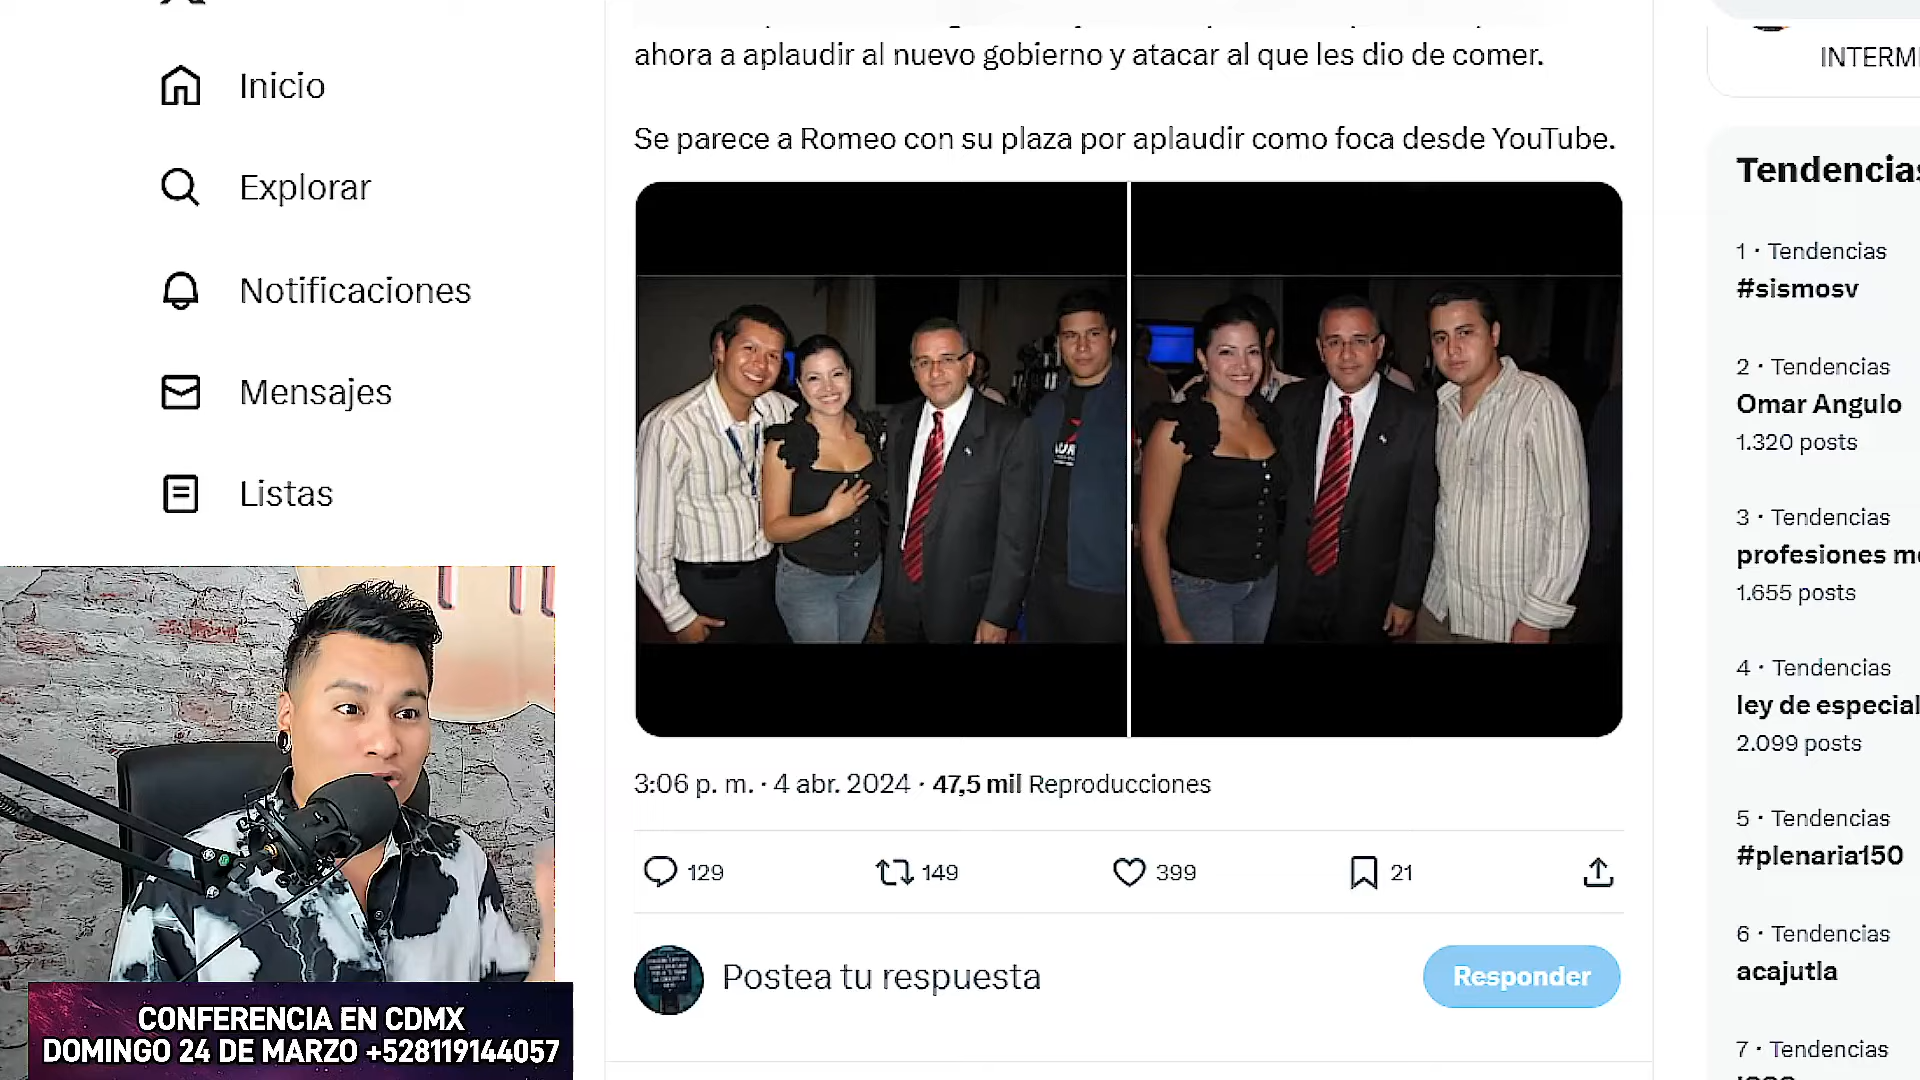 ahora a aplaudir al nuevo gobierno y atacar al que les dio de comer.
Se parece a Romeo con su plaza por aplaudir como foca desde YouTube.
Inicio
Explorar
Notificaciones
Mensajes
Listas
3:06 p. m. · 4 abr. 2024 · 47,5 mil Reproducciones
129
149
399
21
Postea tu respuesta
Responder
Tendencias
1 · Tendencias
#sismosv
2 · Tendencias
Omar Angulo
1.320 posts
3 · Tendencias
profesiones
1.655 posts
4 · Tendencias
ley de
2.099 posts
5 · Tendencias
#plenaria150
6 · Tendencias
acajutla
7 · Tendencias
CONFERENCIA EN CDMX
DOMINGO 24 DE MARZO +528119144057